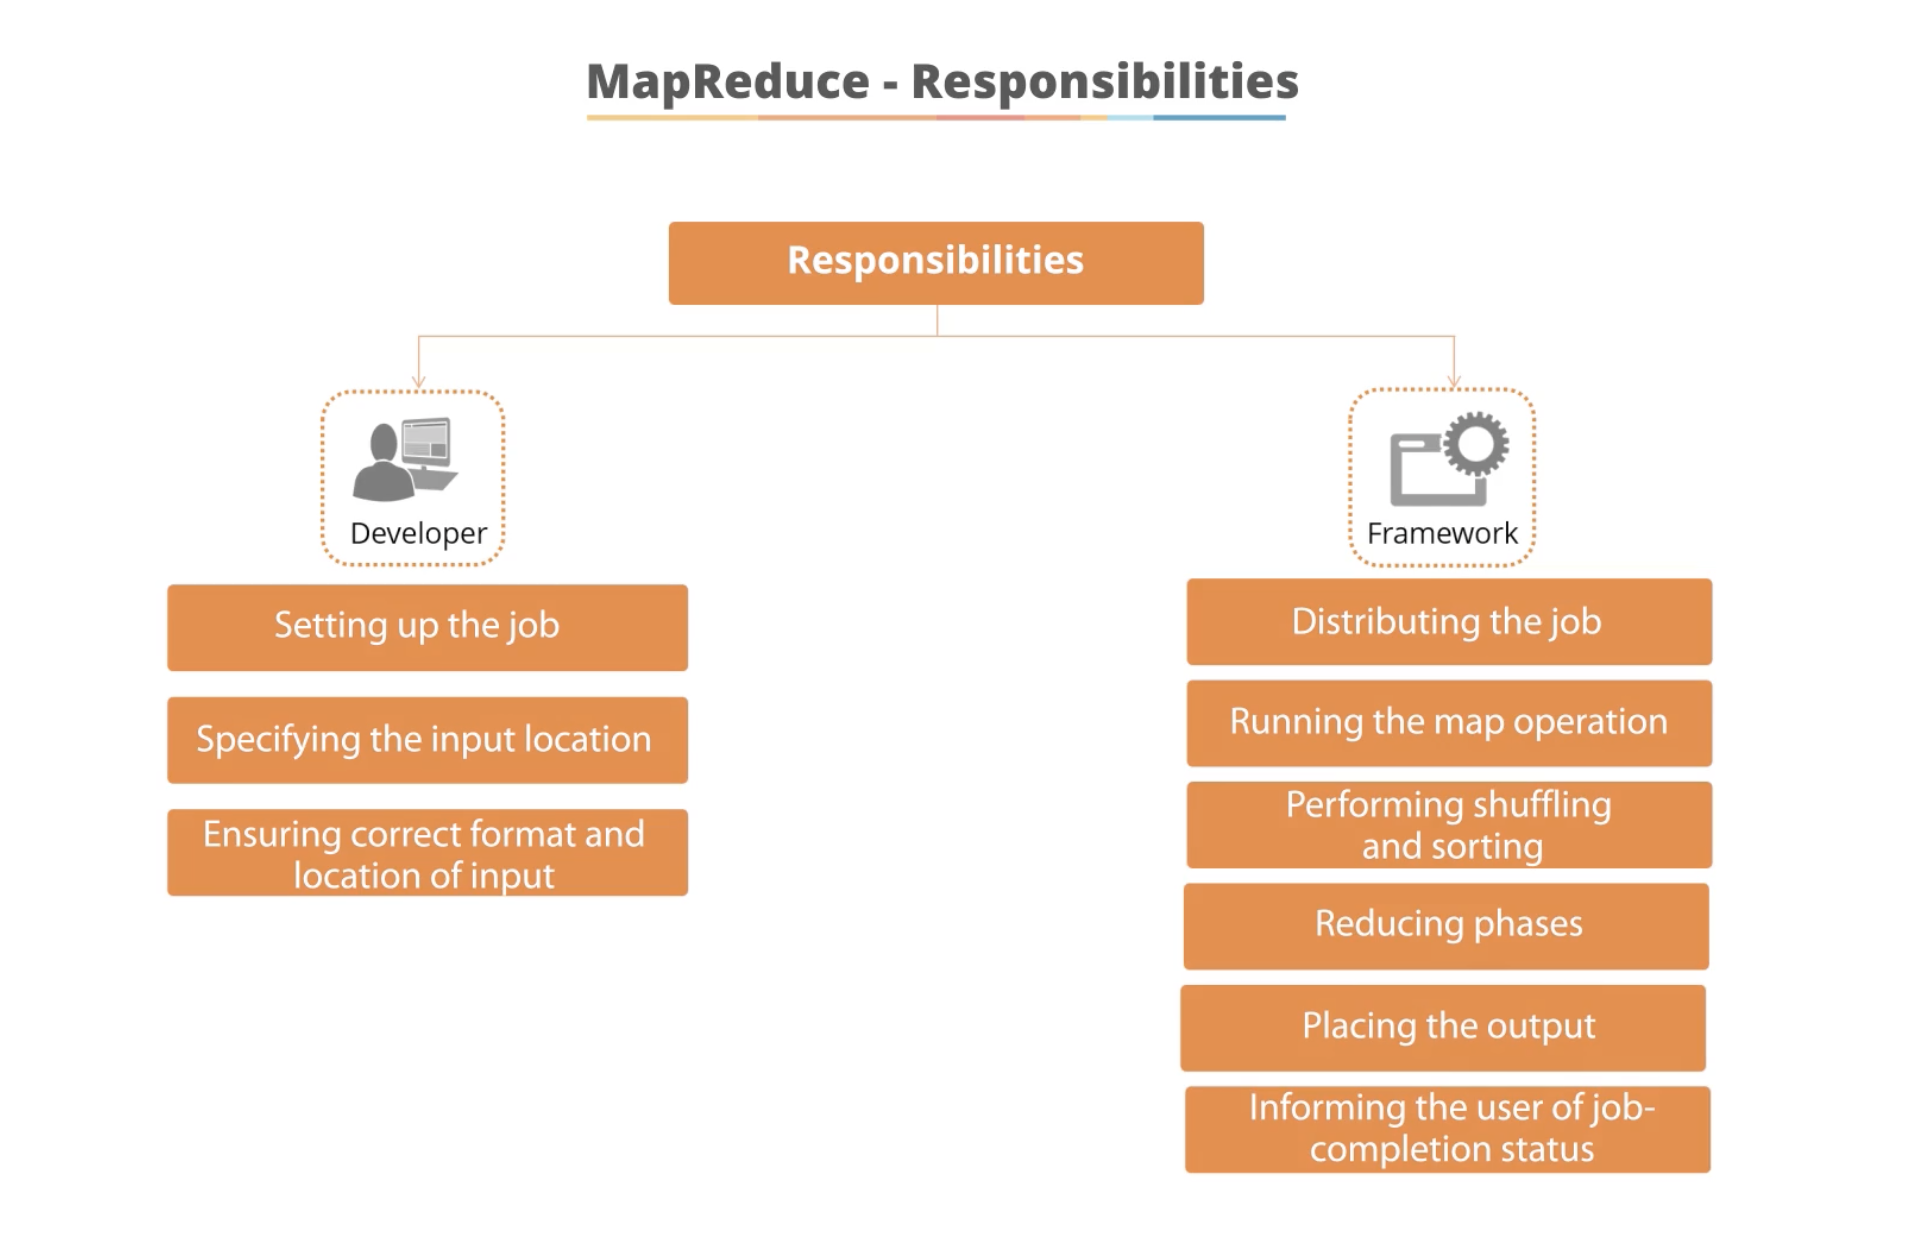 MapReduce - Responsibilities
Responsibilities
Developer
Setting up the job
Specifying the input location
Ensuring correct format and
location of input
Framework
Distributing the job
Running the map operation
Performing shuffling
and sorting
Reducing phases
Placing the output
Informing the user of job-
completion status